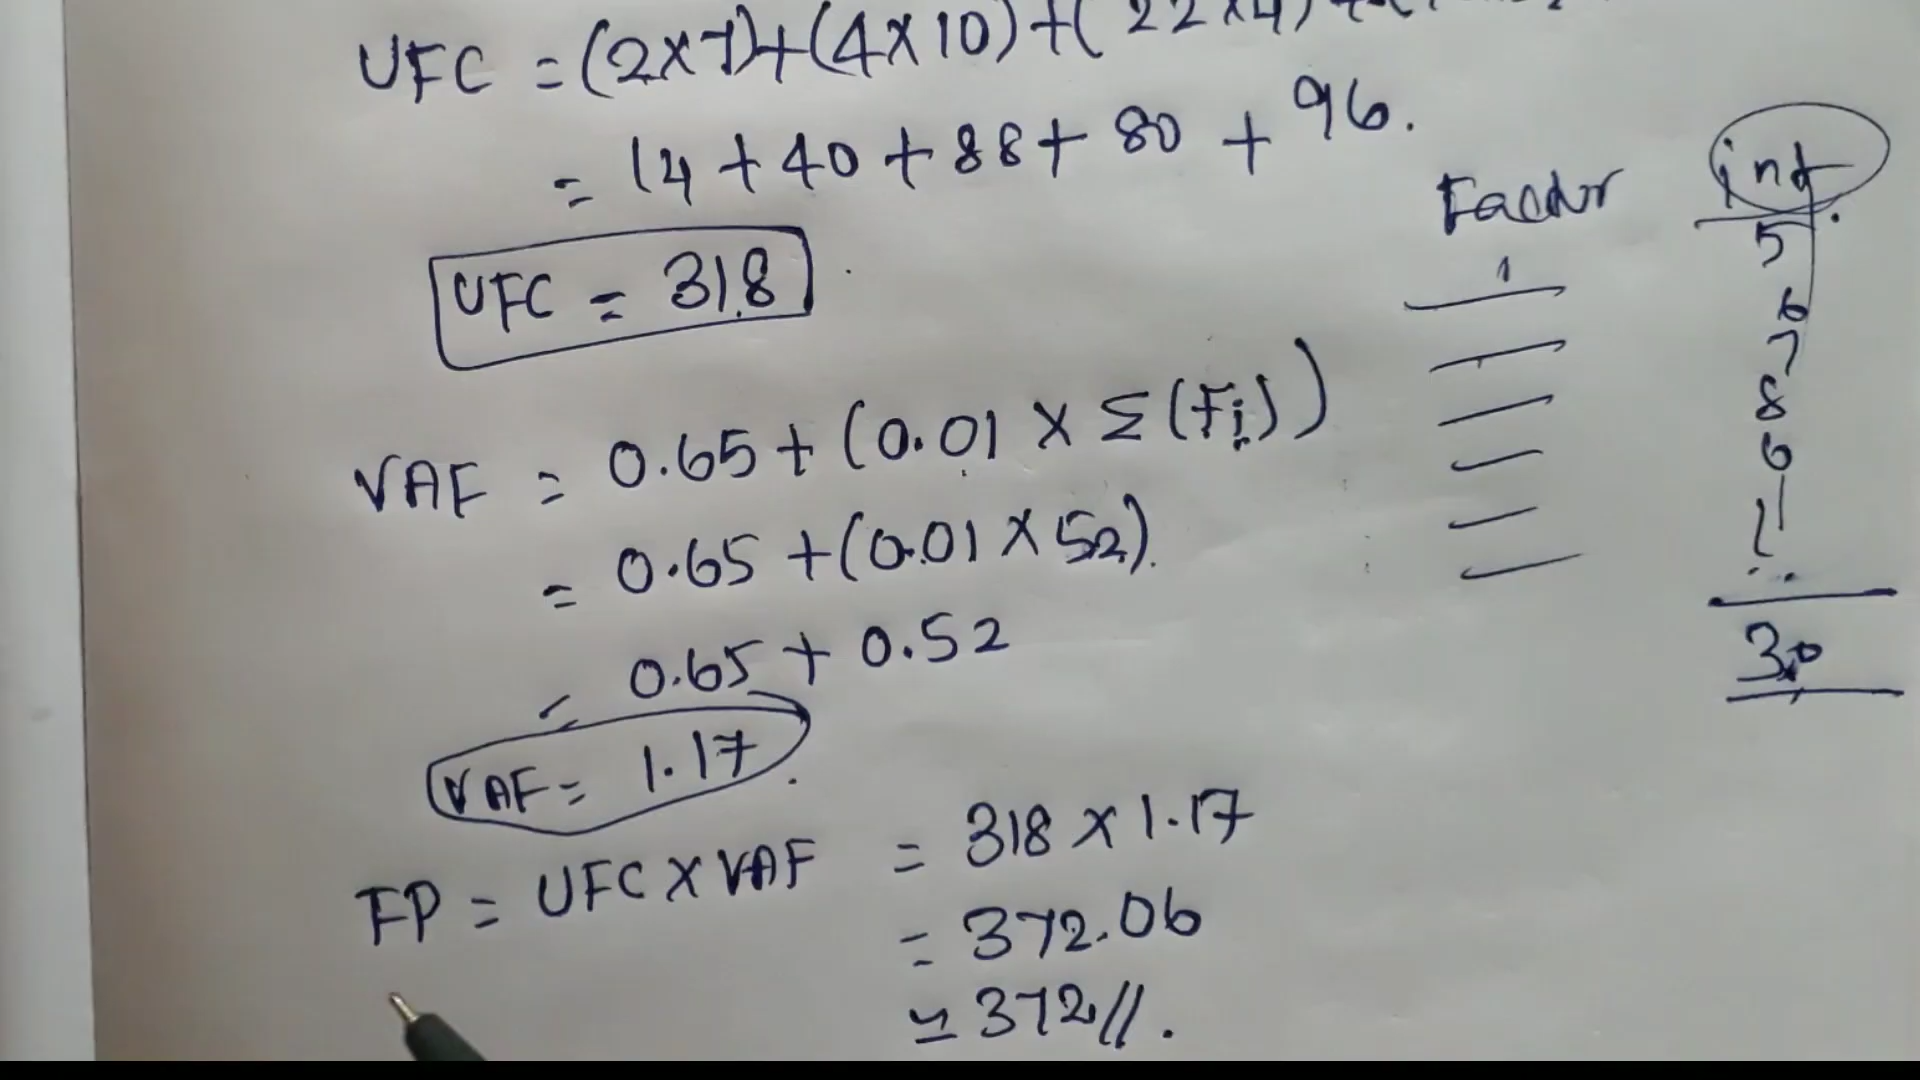 UFC = (2x7)+(4x10)+(22x4)+
= 14+40+88+80+96.
UFC = 318
VAF = 0.65+(0.01 x Σ(Fi))
= 0.65+(0.01 x 52)
= 0.65+0.52
VAF = 1.17
FP = UFC x VAF = 318 x 1.17
= 372.06
≃ 372//.
Factor
1
inf.
5
6
7
8
6
30